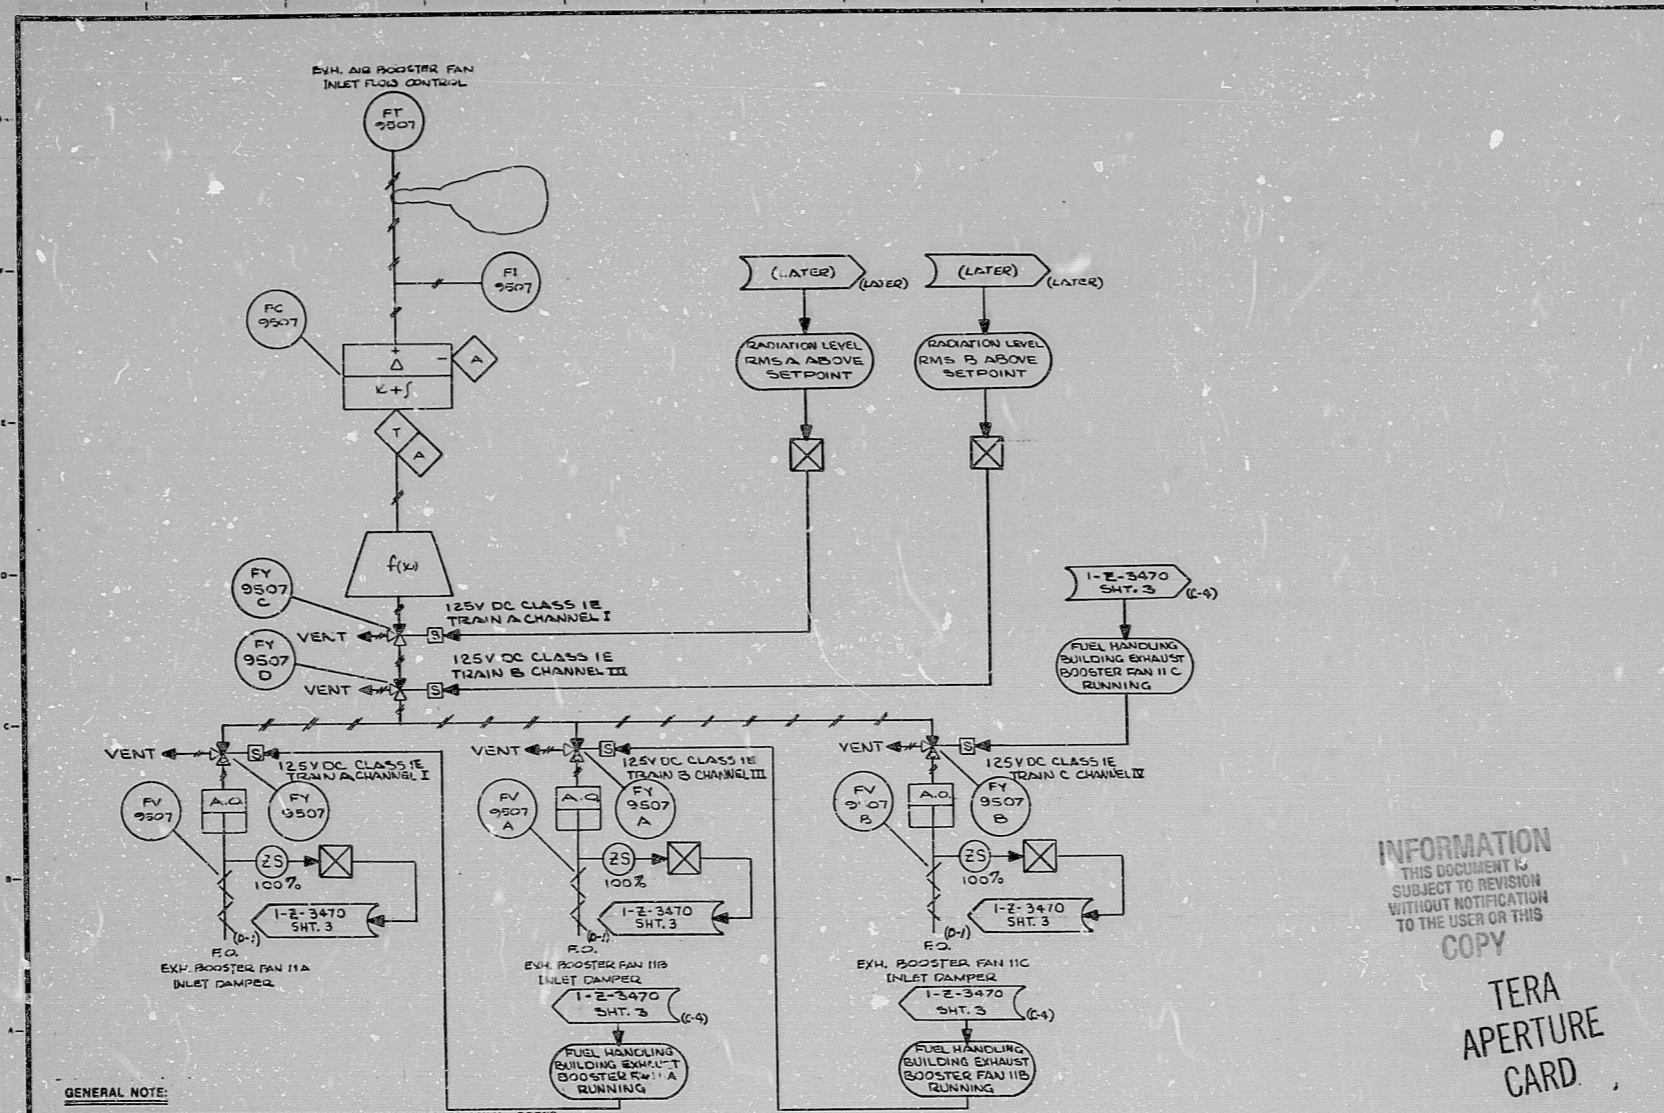 EXH. AIR BOOSTER FAN
INLET FLOW CONTROL
FT
9507
FI
9507
FC
9507
+
Δ
−
A
K+∫
T
A
(LATER)
(LATER)
(LATER)
(LATER)
RADIATION LEVEL
RMS A ABOVE
SETPOINT
RADIATION LEVEL
RMS B ABOVE
SETPOINT
f(x)
FY
9507
C
125V DC CLASS 1E
TRAIN A CHANNEL I
VENT
S
FY
9507
D
125V DC CLASS 1E
TRAIN B CHANNEL III
VENT
S
1-Z-3470
SHT. 3
(C-4)
FUEL HANDLING
BUILDING EXHAUST
BOOSTER FAN 11C
RUNNING
VENT
S
125V DC CLASS 1E
TRAIN A CHANNEL I
FV
9507
A.O.
FY
9507
ZS
100%
1-Z-3470
SHT. 3
(D-1)
F.O.
EXH. BOOSTER FAN 11A
INLET DAMPER
VENT
S
125V DC CLASS 1E
TRAIN B CHANNEL III
FV
9507
A
A.O.
FY
9507
A
ZS
100%
1-Z-3470
SHT. 3
(D-1)
F.O.
EXH. BOOSTER FAN 11B
INLET DAMPER
1-Z-3470
SHT. 3
(C-4)
FUEL HANDLING
BUILDING EXHAUST
BOOSTER FAN 11A
RUNNING
VENT
S
125V DC CLASS 1E
TRAIN C CHANNEL IV
FV
9507
B
A.O.
FY
9507
B
ZS
100%
1-Z-3470
SHT. 3
(D-1)
F.O.
EXH. BOOSTER FAN 11C
INLET DAMPER
1-Z-3470
SHT. 3
(C-4)
FUEL HANDLING
BUILDING EXHAUST
BOOSTER FAN 11B
RUNNING
INFORMATION
THIS DOCUMENT IS
SUBJECT TO REVISION
WITHOUT NOTIFICATION
TO THE USER OR THIS
COPY
TERA
APERTURE
CARD
GENERAL NOTE:
E
D
C
B
A